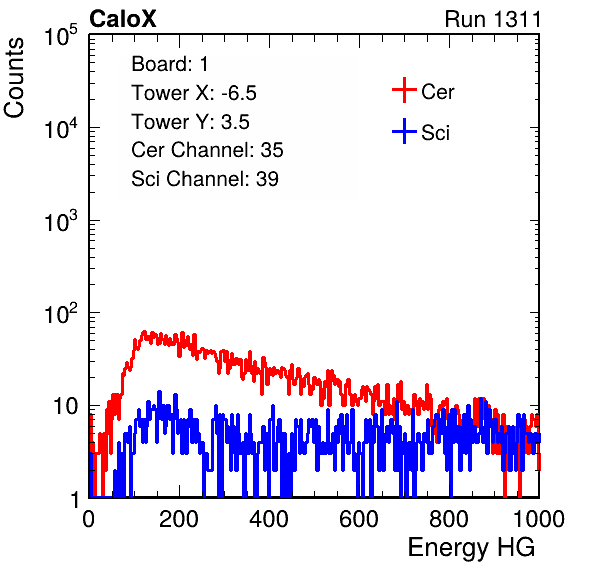 CaloX
Run 1311
Counts
10^5
10^4
10^3
10^2
10
1
Board: 1
Tower X: -6.5
Tower Y: 3.5
Cer Channel: 35
Sci Channel: 39
Cer
Sci
0 200 400 600 800 1000
Energy HG